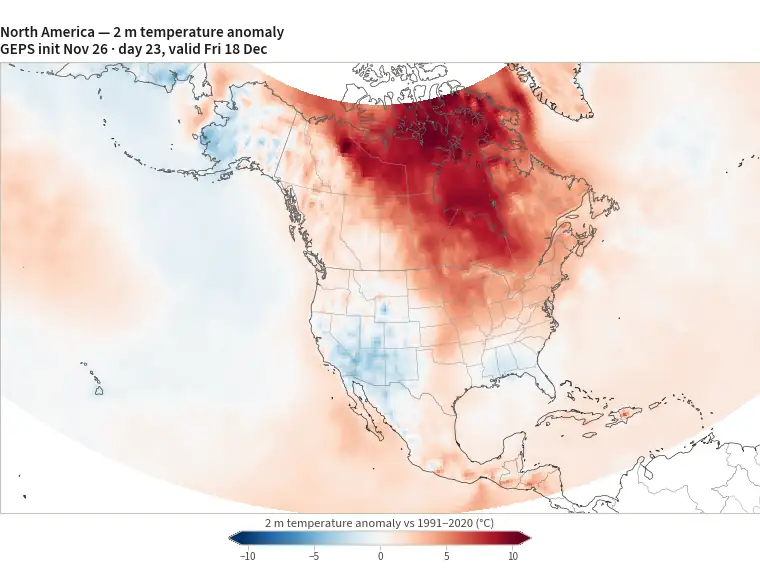 North America — 2 m temperature anomaly
GEPS init Nov 26 · day 23, valid Fri 18 Dec
2 m temperature anomaly vs 1991–2020 (°C)
−10 −5 0 5 10